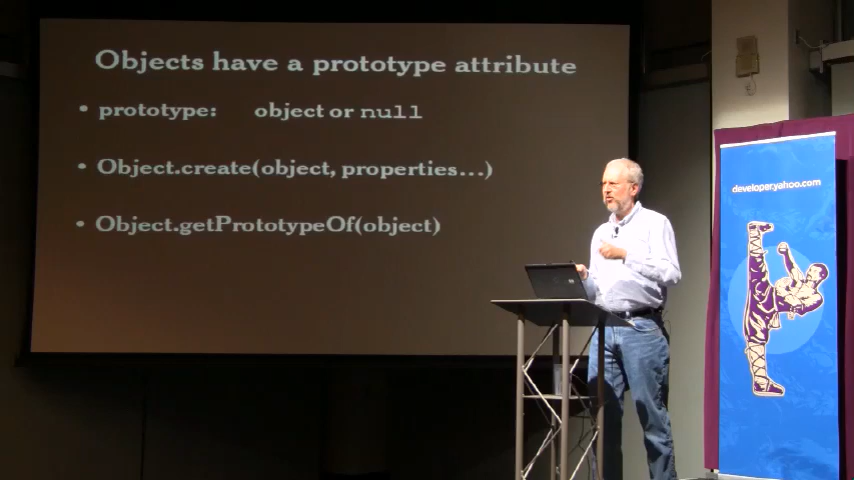 Objects have a prototype attribute
• prototype: object or null
• Object.create(object, properties...)
• Object.getPrototypeOf(object)
developer.yahoo.com